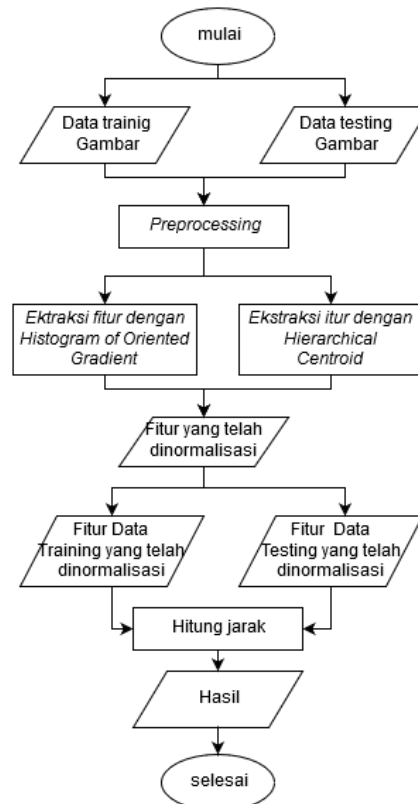 mulai
Data trainig
Gambar
Data testing
Gambar
Preprocessing
Ektraksi fitur dengan
Histogram of Oriented
Gradient
Ekstraksi itur dengan
Hierarchical
Centroid
Fitur yang telah
dinormalisasi
Fitur Data
Training yang telah
dinormalisasi
Fitur Data
Testing yang telah
dinormalisasi
Hitung jarak
Hasil
selesai